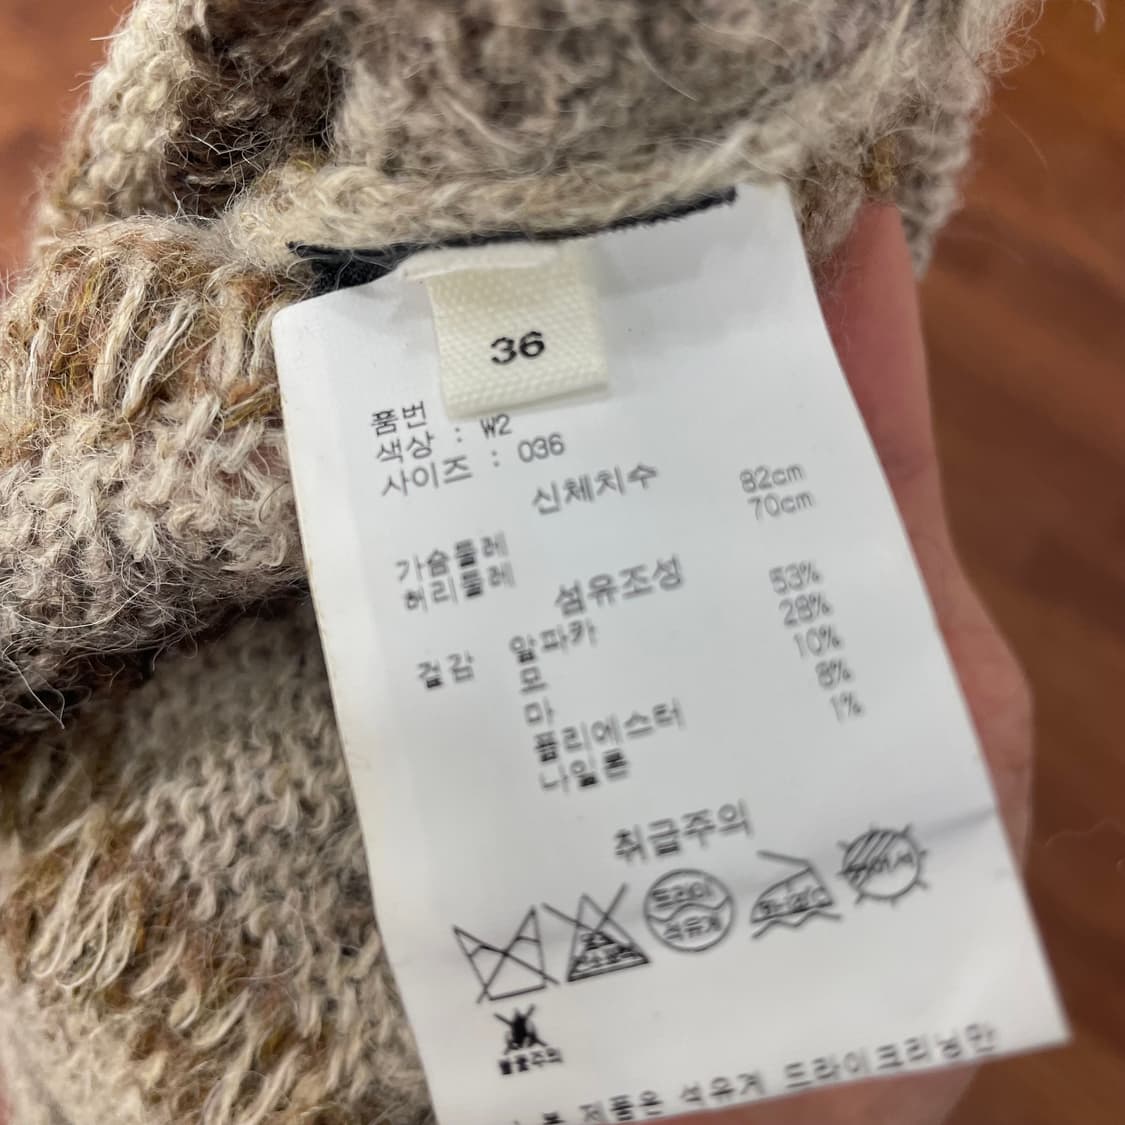 36
품번
색상 : W2
사이즈 : 036
신체치수
가슴둘레 82cm
허리둘레 70cm
섬유조성
겉감 알파카 53%
모 28%
마 10%
폴리에스터 8%
나일론 1%
취급주의
드라이
석유계
불꽃주의
본 제품은 석유계 드라이크리닝만